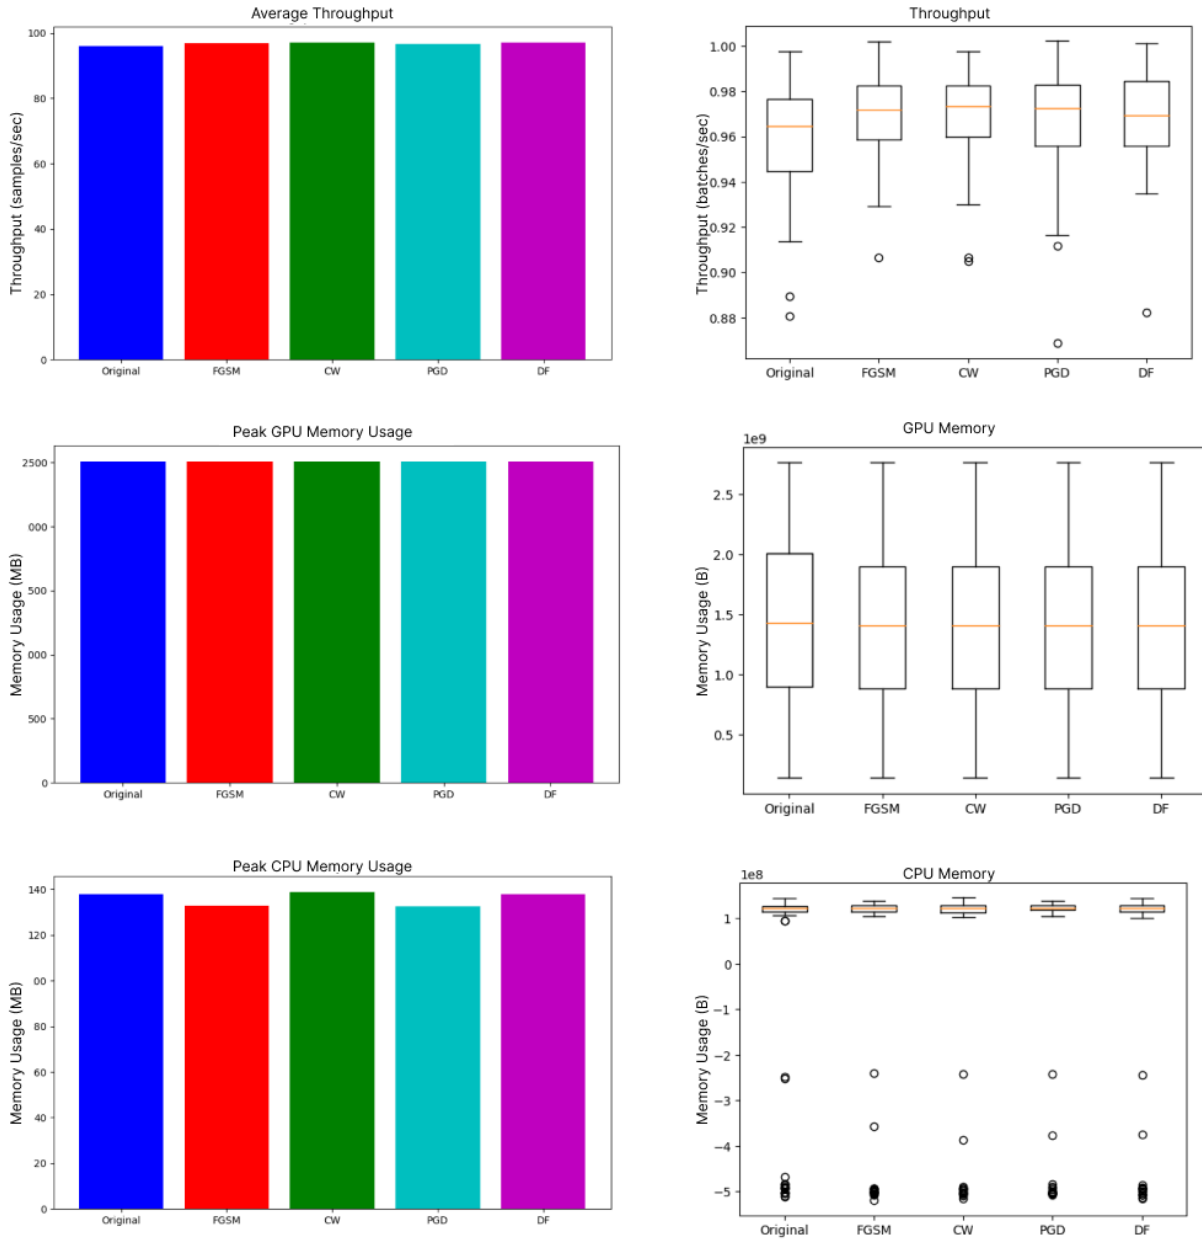 Average Throughput
Throughput (samples/sec)
100
80
60
40
20
0
Original FGSM CW PGD DF
Throughput
Throughput (batches/sec)
1.00
0.98
0.96
0.94
0.92
0.90
0.88
Original FGSM CW PGD DF
Peak GPU Memory Usage
Memory Usage (MB)
2500
000
500
000
500
0
Original FGSM CW PGD DF
GPU Memory
1e9
Memory Usage (B)
2.5
2.0
1.5
1.0
0.5
Original FGSM CW PGD DF
Peak CPU Memory Usage
Memory Usage (MB)
140
120
00
80
60
40
20
0
Original FGSM CW PGD DF
CPU Memory
1e8
Memory Usage (B)
1
0
−1
−2
−3
−4
−5
Original FGSM CW PGD DF